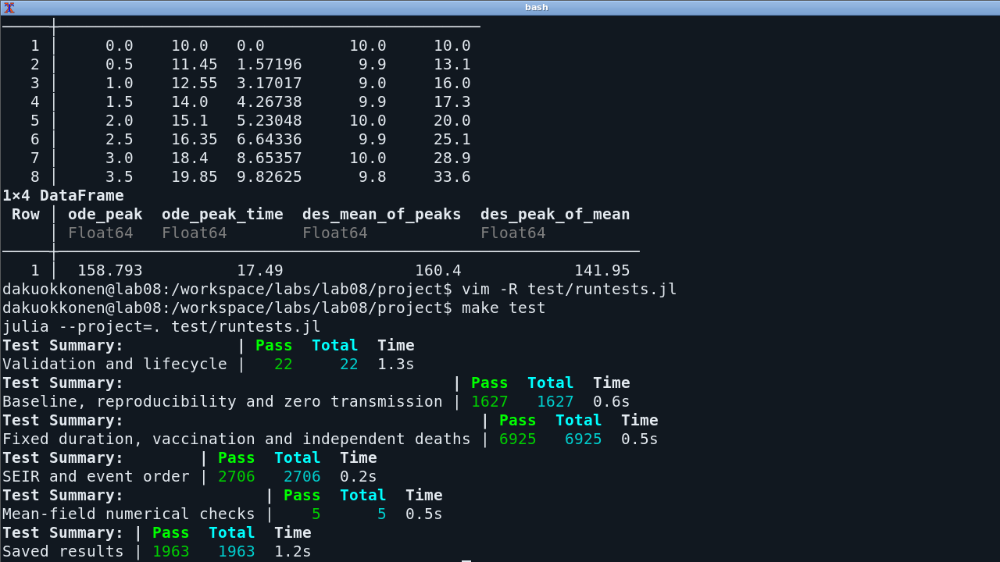 bash
1 │ 0.0 10.0 0.0 10.0 10.0
2 │ 0.5 11.45 1.57196 9.9 13.1
3 │ 1.0 12.55 3.17017 9.0 16.0
4 │ 1.5 14.0 4.26738 9.9 17.3
5 │ 2.0 15.1 5.23048 10.0 20.0
6 │ 2.5 16.35 6.64336 9.9 25.1
7 │ 3.0 18.4 8.65357 10.0 28.9
8 │ 3.5 19.85 9.82625 9.8 33.6
1×4 DataFrame
Row │ ode_peak ode_peak_time des_mean_of_peaks des_peak_of_mean
│ Float64 Float64 Float64 Float64
1 │ 158.793 17.49 160.4 141.95
dakuokkonen@lab08:/workspace/labs/lab08/project$ vim -R test/runtests.jl
dakuokkonen@lab08:/workspace/labs/lab08/project$ make test
julia --project=. test/runtests.jl
Test Summary: | Pass Total Time
Validation and lifecycle | 22 22 1.3s
Test Summary: | Pass Total Time
Baseline, reproducibility and zero transmission | 1627 1627 0.6s
Test Summary: | Pass Total Time
Fixed duration, vaccination and independent deaths | 6925 6925 0.5s
Test Summary: | Pass Total Time
SEIR and event order | 2706 2706 0.2s
Test Summary: | Pass Total Time
Mean-field numerical checks | 5 5 0.5s
Test Summary: | Pass Total Time
Saved results | 1963 1963 1.2s